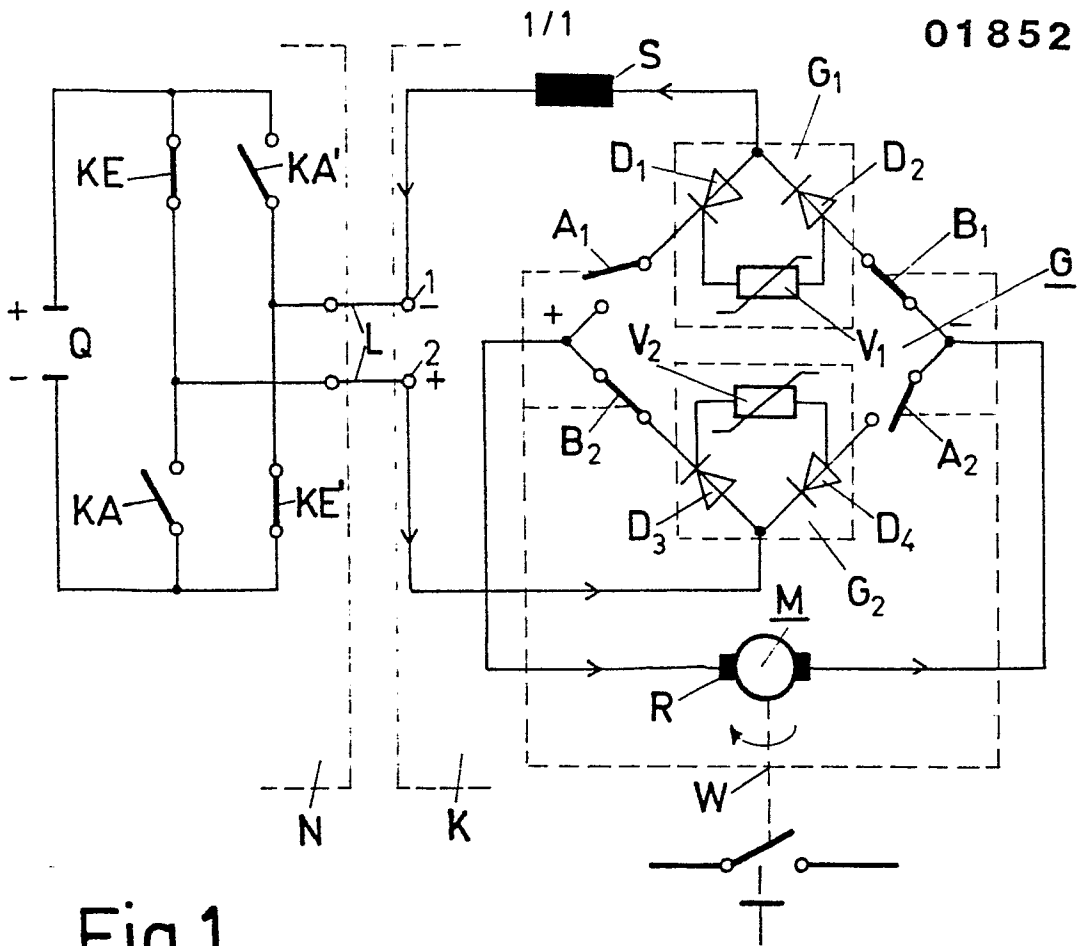 1/1
01852
S
G1
KE
KA'
D1
D2
A1
B1
G
1
-
+
Q
L
+
-
V2
V1
-
2
+
B2
A2
KA
KE'
D3
D4
G2
M
R
W
N
K
Fig.1